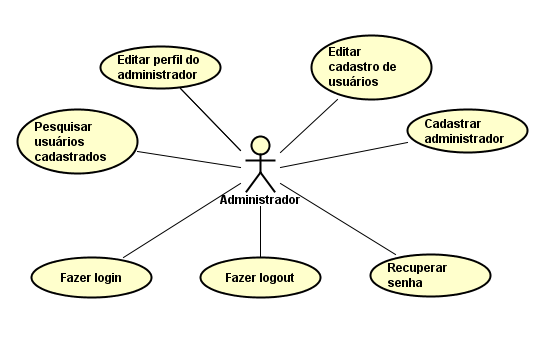 Editar perfil do
administrador
Editar
cadastro de
usuários
Pesquisar
usuários
cadastrados
Cadastrar
administrador
Administrador
Fazer login
Fazer logout
Recuperar
senha